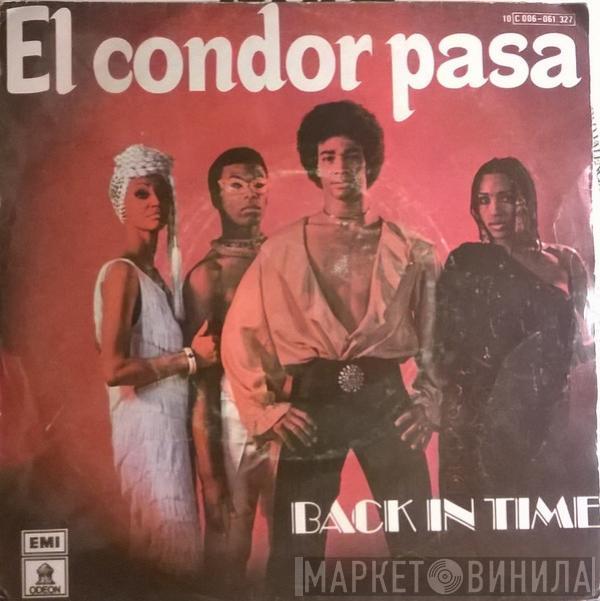 10 C 006-061 327
El condor pasa
BACK IN TIME
EMI
ODEON
МАРКЕТ ВИНИЛА